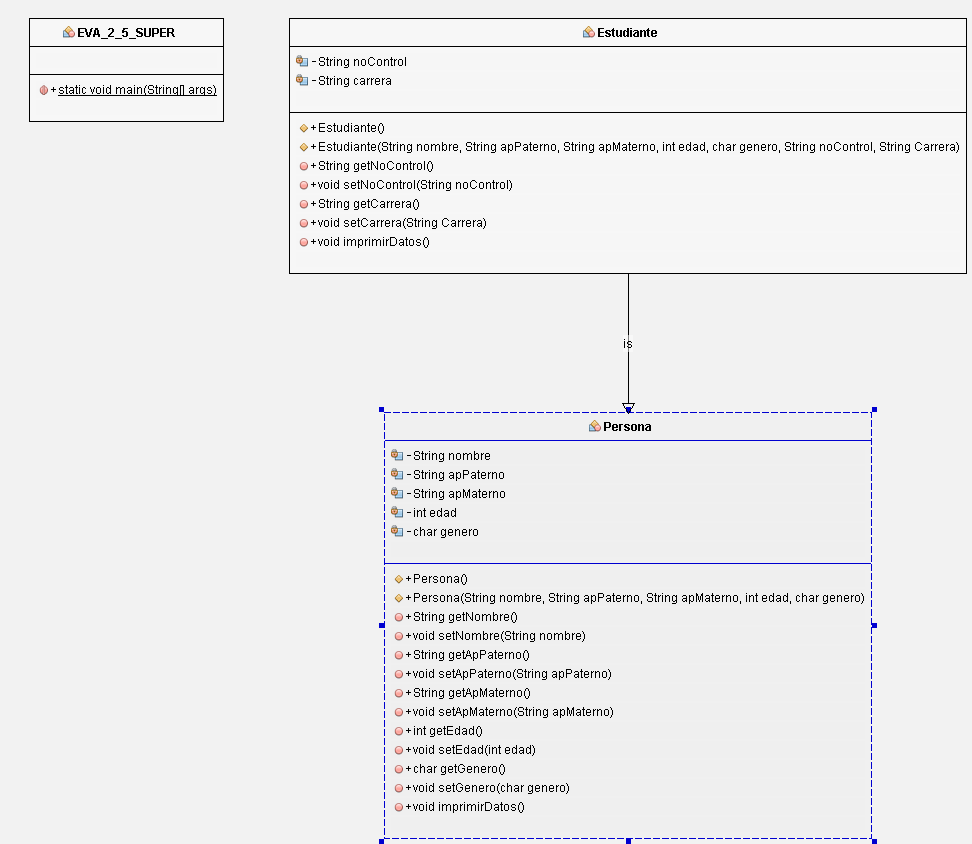 EVA_2_5_SUPER
+static void main(String[] args)
Estudiante
-String noControl
-String carrera
+Estudiante()
+Estudiante(String nombre, String apPaterno, String apMaterno, int edad, char genero, String noControl, String Carrera)
+String getNoControl()
+void setNoControl(String noControl)
+String getCarrera()
+void setCarrera(String Carrera)
+void imprimirDatos()
is
Persona
-String nombre
-String apPaterno
-String apMaterno
-int edad
-char genero
+Persona()
+Persona(String nombre, String apPaterno, String apMaterno, int edad, char genero)
+String getNombre()
+void setNombre(String nombre)
+String getApPaterno()
+void setApPaterno(String apPaterno)
+String getApMaterno()
+void setApMaterno(String apMaterno)
+int getEdad()
+void setEdad(int edad)
+char getGenero()
+void setGenero(char genero)
+void imprimirDatos()